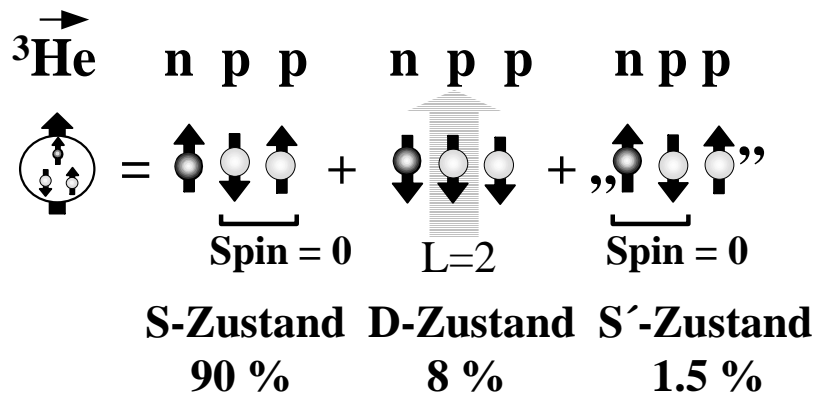 ³He n p p n p p n p p
= + + „ ”
Spin = 0 L=2 Spin = 0
S-Zustand D-Zustand S´-Zustand
90 % 8 % 1.5 %